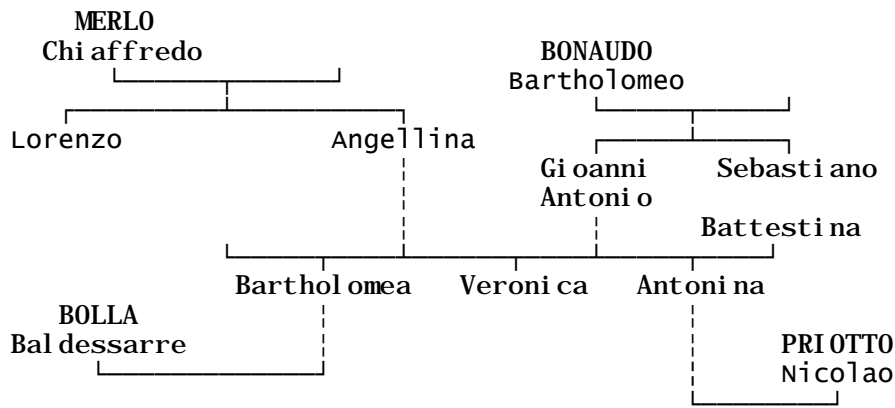 MERLO
Chiaffredo
BONAUDO
Bartholomeo
Lorenzo Angellina
Gioanni Sebastiano
Antonio
Battestina
Bartholomea Veronica Antonina
BOLLA
Baldessarre PRIOTTO
Nicolao